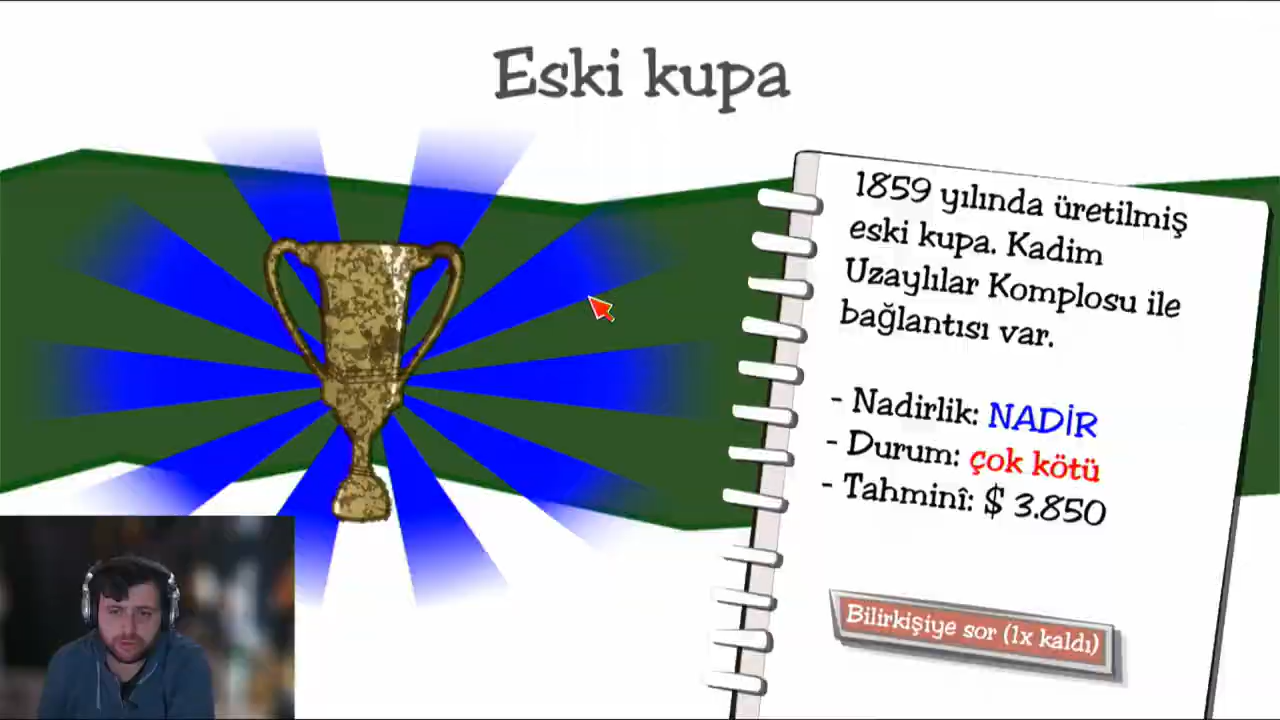 Eski kupa
1859 yılında üretilmiş
eski kupa. Kadim
Uzaylılar Komplosu ile
bağlantısı var.
- Nadirlik: NADİR
- Durum: çok kötü
- Tahminî: $ 3.850
Bilirkişiye sor (1x kaldı)